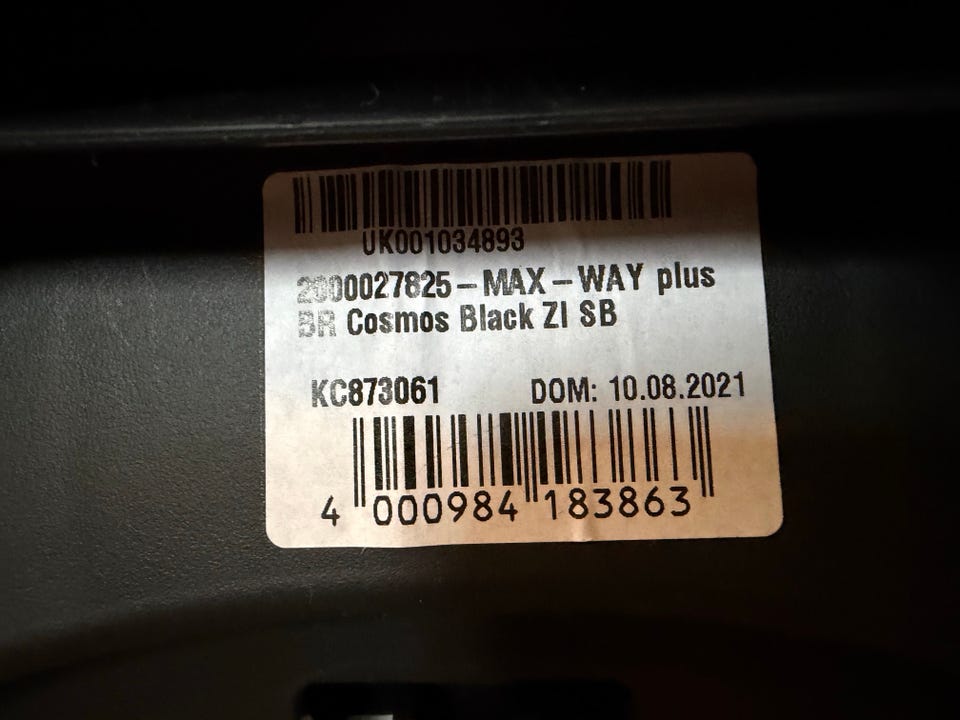 UK001034893
2000027825-MAX-WAY plus
BR Cosmos Black ZI SB
KC873061 DOM: 10.08.2021
4 000984 183863